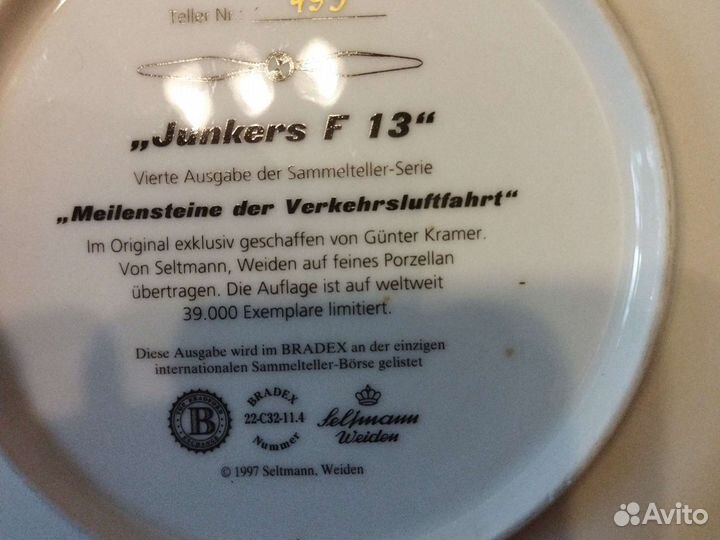 Teller Nr.
„Junkers F 13“
Vierte Ausgabe der Sammelteller-Serie
„Meilensteine der Verkehrsluftfahrt“
Im Original exklusiv geschaffen von Günter Kramer.
Von Seltmann, Weiden auf feines Porzellan
übertragen. Die Auflage ist auf weltweit
39.000 Exemplare limitiert.
Diese Ausgabe wird im BRADEX an der einzigen
internationalen Sammelteller-Börse gelistet
THE BRADFORD EXCHANGE
B
BRADEX
22-C32-11.4
Nummer
Seltmann
Weiden
© 1997 Seltmann, Weiden
Avito